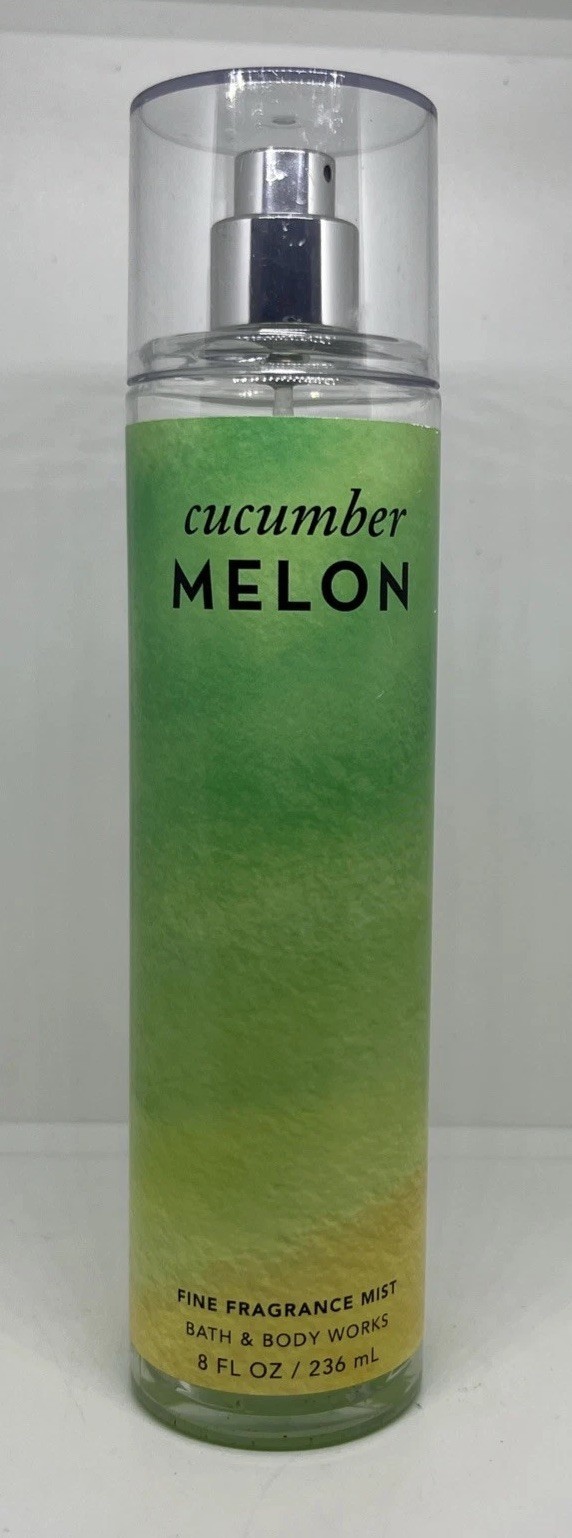 cucumber
MELON
FINE FRAGRANCE MIST
BATH & BODY WORKS
8 FL OZ / 236 mL